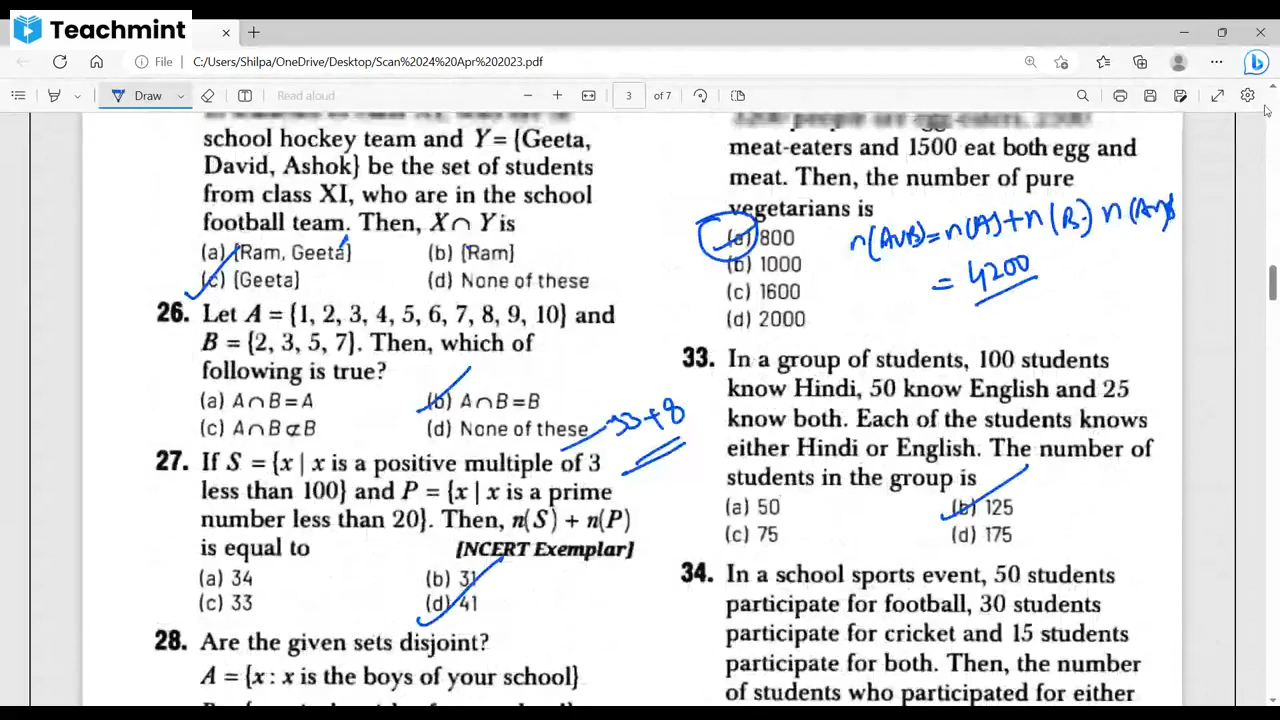 Teachmint
File
C:/Users/Shilpa/OneDrive/Desktop/Scan%2024%20Apr%202023.pdf
Draw
Read aloud
3 of 7
school hockey team and Y = {Geeta,
David, Ashok} be the set of students
from class XI, who are in the school
football team. Then, X ∩ Y is
(a) {Ram, Geeta} (b) {Ram}
(c) {Geeta} (d) None of these
26. Let A = {1, 2, 3, 4, 5, 6, 7, 8, 9, 10} and
B = {2, 3, 5, 7}. Then, which of
following is true?
(a) A∩B=A (b) A∩B=B
(c) A∩B⊄B (d) None of these
33+8
27. If S = {x | x is a positive multiple of 3
less than 100} and P = {x | x is a prime
number less than 20}. Then, n(S) + n(P)
is equal to [NCERT Exemplar]
(a) 34 (b) 31
(c) 33 (d) 41
28. Are the given sets disjoint?
A = {x : x is the boys of your school}
meat-eaters and 1500 eat both egg and
meat. Then, the number of pure
vegetarians is
(a) 800
(b) 1000
(c) 1600
(d) 2000
n(A∪B)=n(A)+n(B)-n(A∩B
= 4200
33. In a group of students, 100 students
know Hindi, 50 know English and 25
know both. Each of the students knows
either Hindi or English. The number of
students in the group is
(a) 50 (b) 125
(c) 75 (d) 175
34. In a school sports event, 50 students
participate for football, 30 students
participate for cricket and 15 students
participate for both. Then, the number
of students who participated for either